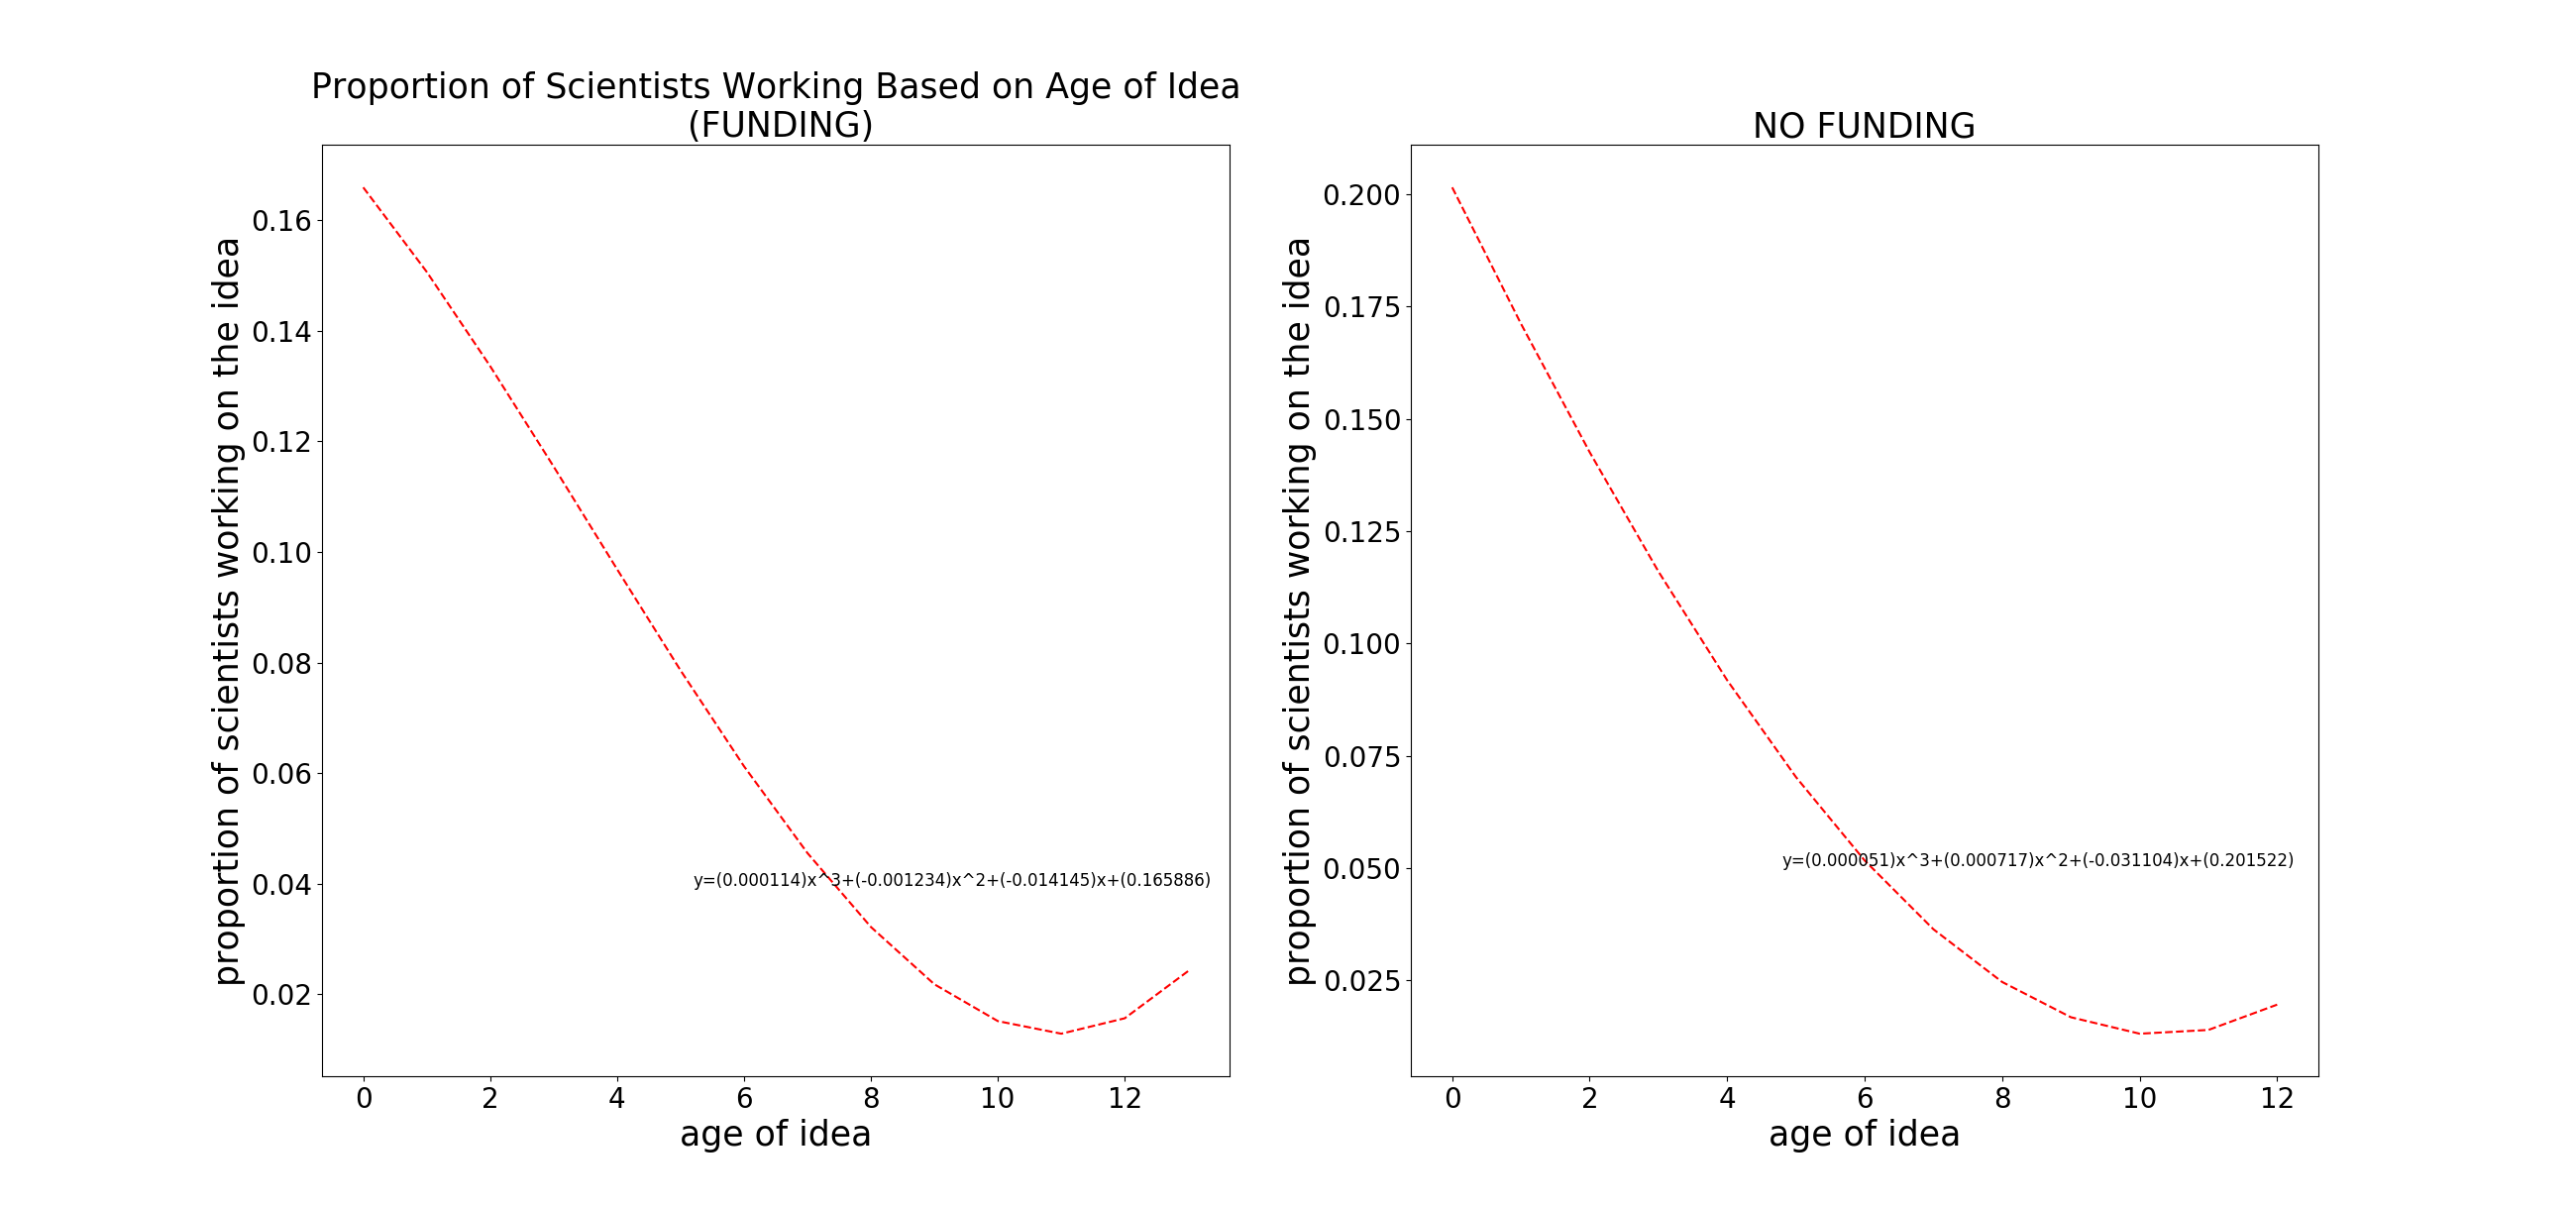 Proportion of Scientists Working Based on Age of Idea
(FUNDING)
proportion of scientists working on the idea
0.16
0.14
0.12
0.10
0.08
0.06
0.04
0.02
y=(0.000114)x^3+(-0.001234)x^2+(-0.014145)x+(0.165886)
0 2 4 6 8 10 12
age of idea
NO FUNDING
proportion of scientists working on the idea
0.200
0.175
0.150
0.125
0.100
0.075
0.050
0.025
y=(0.000051)x^3+(0.000717)x^2+(-0.031104)x+(0.201522)
0 2 4 6 8 10 12
age of idea